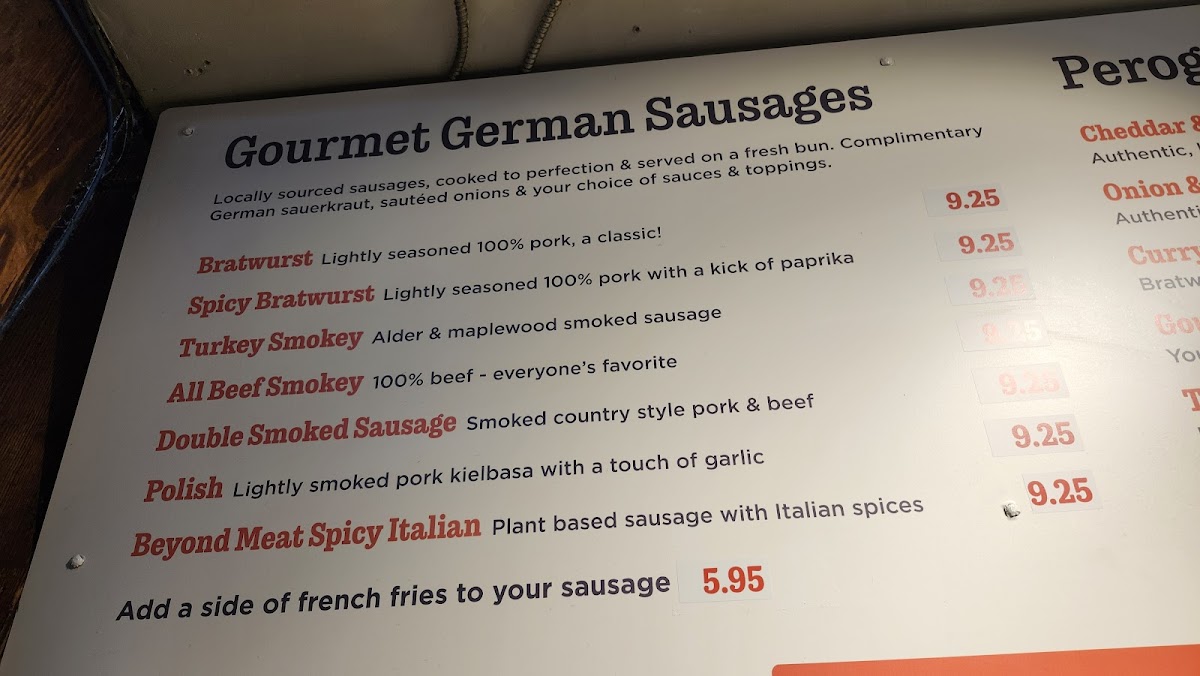 Gourmet German Sausages
Locally sourced sausages, cooked to perfection & served on a fresh bun. Complimentary
German sauerkraut, sautéed onions & your choice of sauces & toppings.
Bratwurst Lightly seasoned 100% pork, a classic! 9.25
Spicy Bratwurst Lightly seasoned 100% pork with a kick of paprika 9.25
Turkey Smokey Alder & maplewood smoked sausage 9.25
All Beef Smokey 100% beef - everyone's favorite 9.25
Double Smoked Sausage Smoked country style pork & beef 9.25
Polish Lightly smoked pork kielbasa with a touch of garlic 9.25
Beyond Meat Spicy Italian Plant based sausage with Italian spices 9.25
Add a side of french fries to your sausage 5.95
Perog
Cheddar &
Authentic,
Onion &
Authenti
Curry
Bratw
You